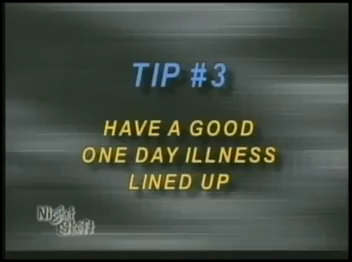 TIP #3
HAVE A GOOD
ONE DAY ILLNESS
LINED UP
Night
Shift